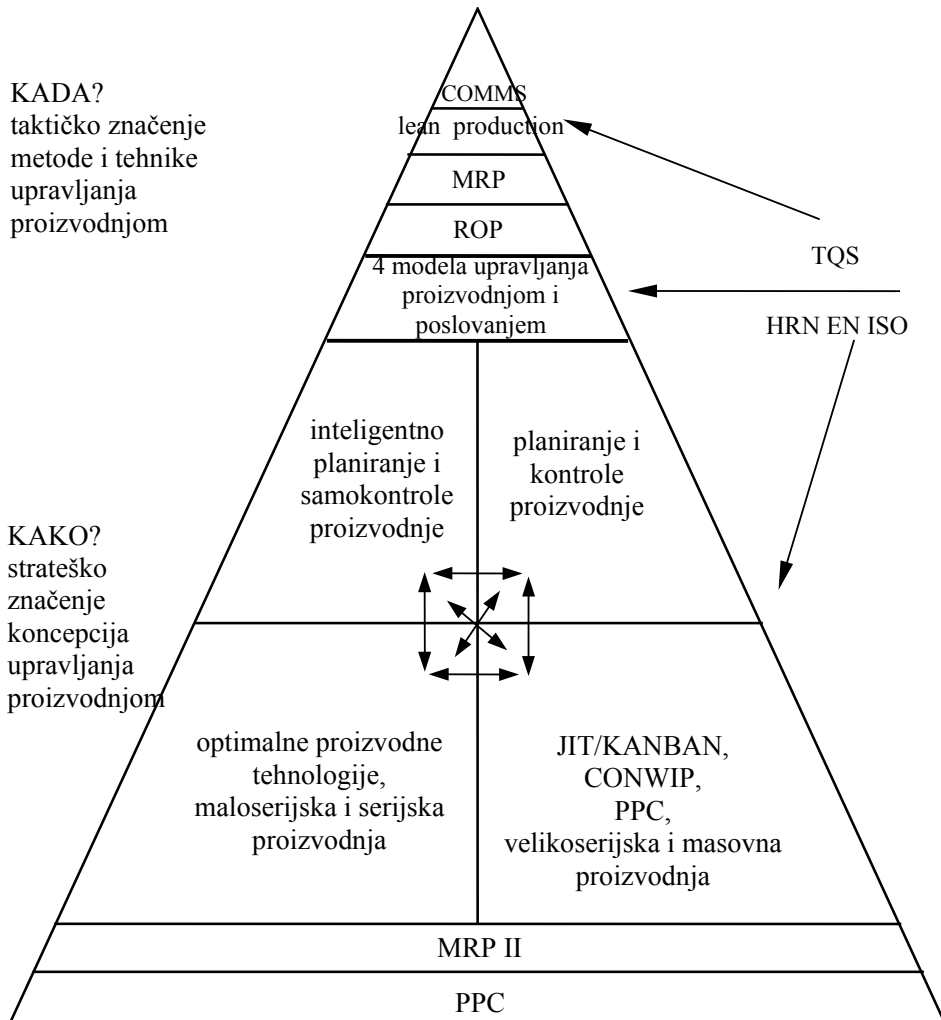 KADA?
taktičko značenje
metode i tehnike
upravljanja
proizvodnjom
COMMS
lean production
MRP
ROP
4 modela upravljanja
proizvodnjom i
poslovanjem
TQS
HRN EN ISO
inteligentno
planiranje i
samokontrole
proizvodnje
planiranje i
kontrole
proizvodnje
KAKO?
strateško
značenje
koncepcija
upravljanja
proizvodnjom
optimalne proizvodne
tehnologije,
maloserijska i serijska
proizvodnja
JIT/KANBAN,
CONWIP,
PPC,
velikoserijska i masovna
proizvodnja
MRP II
PPC